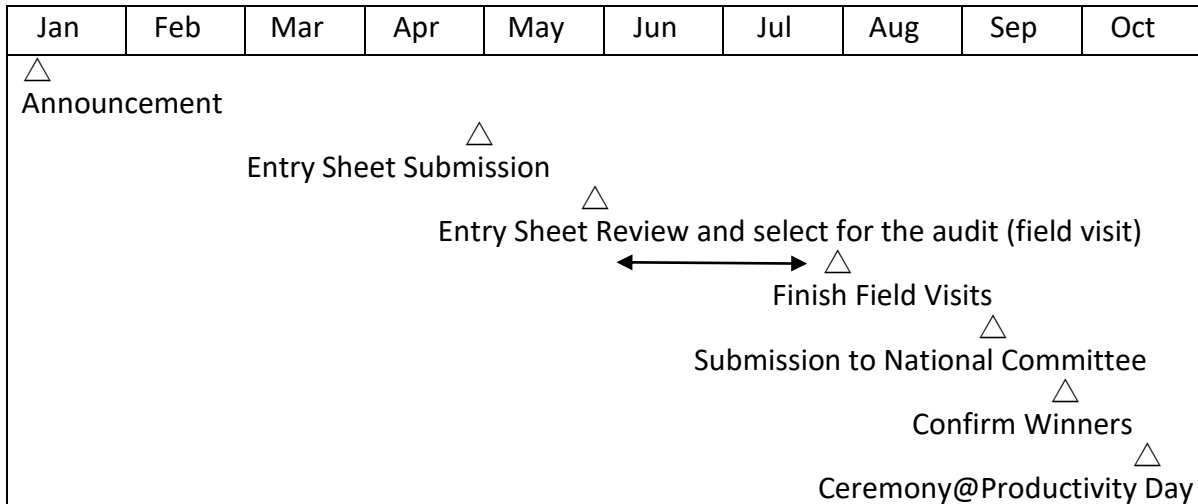 Jan Feb Mar Apr May Jun Jul Aug Sep Oct
Announcement
Entry Sheet Submission
Entry Sheet Review and select for the audit (field visit)
Finish Field Visits
Submission to National Committee
Confirm Winners
Ceremony@Productivity Day